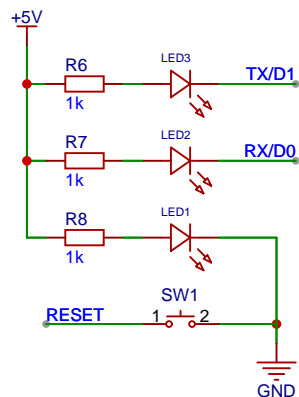 +5V
R6
LED3
TX/D1
1k
R7
LED2
RX/D0
1k
R8
LED1
1k
SW1
RESET
1
2
GND